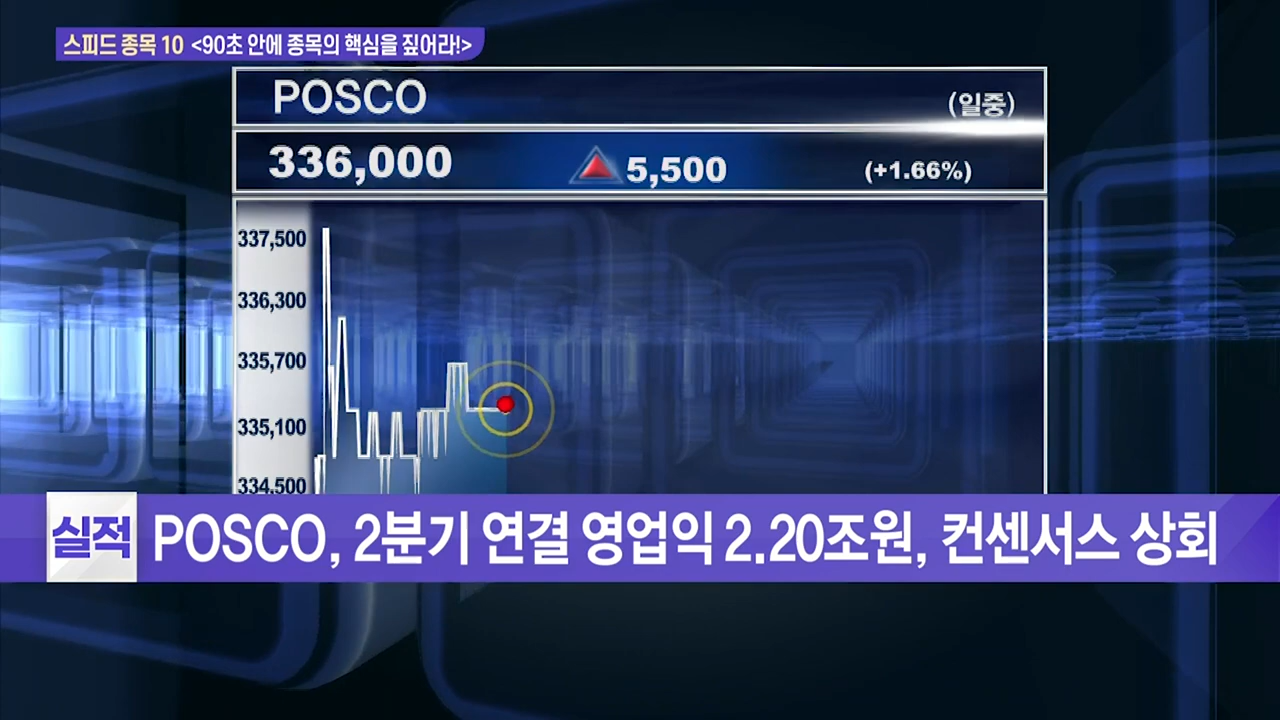 스피드 종목 10 <90초 안에 종목의 핵심을 짚어라!>
POSCO (일중)
336,000 ▲ 5,500 (+1.66%)
337,500
336,300
335,700
335,100
334,500
실적 POSCO, 2분기 연결 영업익 2.20조원, 컨센서스 상회